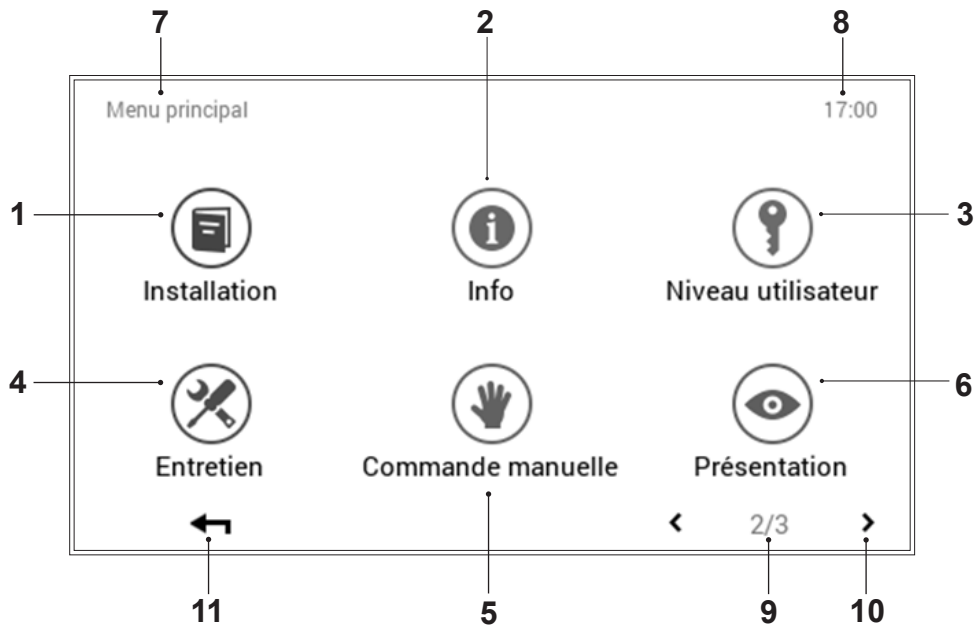 7 2 8
Menu principal 17:00
1 3
Installation Info Niveau utilisateur
4 6
Entretien Commande manuelle Présentation
< 2/3 >
11 5 9 10